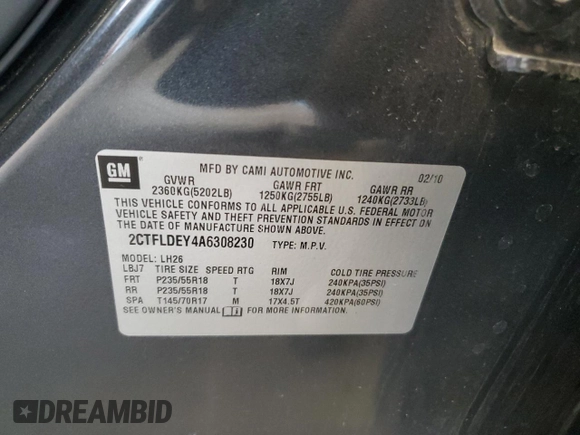 GM
MFD BY CAMI AUTOMOTIVE INC. 02/10
GVWR GAWR FRT GAWR RR
2360KG(5202LB) 1250KG(2755LB) 1240KG(2733LB)
THIS VEHICLE CONFORMS TO ALL APPLICABLE U.S. FEDERAL MOTOR
VEHICLE SAFETY AND THEFT PREVENTION STANDARDS IN EFFECT ON
THE DATE OF MANUFACTURE SHOWN ABOVE.
2CTFLDEY4A6308230 TYPE: M.P.V.
MODEL: LH26
LBJ7 TIRE SIZE SPEED RTG RIM COLD TIRE PRESSURE
FRT P235/55R18 T 18X7J 240KPA(35PSI)
RR P235/55R18 T 18X7J 240KPA(35PSI)
SPA T145/70R17 M 17X4.5T 420KPA(60PSI)
SEE OWNER'S MANUAL FOR MORE INFORMATION.
DREAMBID